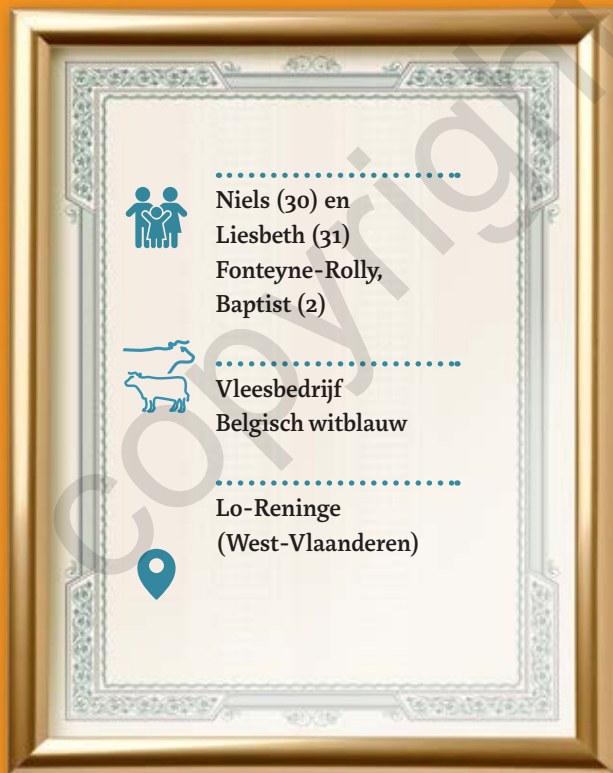 Niels (30) en
Liesbeth (31)
Fonteyne-Rolly,
Baptist (2)
Vleesbedrijf
Belgisch witblauw
Lo-Reninge
(West-Vlaanderen)
copyright